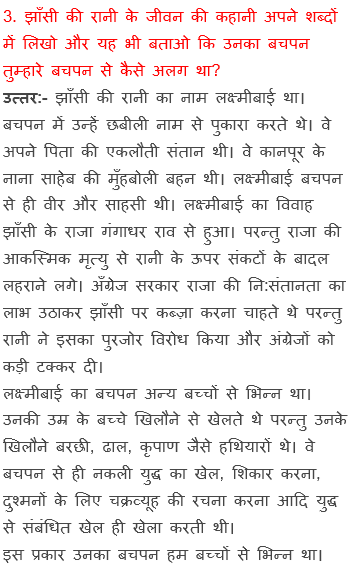 3. झाँसी की रानी के जीवन की कहानी अपने शब्दों
में लिखो और यह भी बताओ कि उनका बचपन
तुम्हारे बचपन से कैसे अलग था?
उत्तर:- झाँसी की रानी का नाम लक्ष्मीबाई था।
बचपन में उन्हें छबीली नाम से पुकारा करते थे। वे
अपने पिता की एकलौती संतान थी। वे कानपूर के
नाना साहेब की मुँहबोली बहन थी। लक्ष्मीबाई बचपन
से ही वीर और साहसी थी। लक्ष्मीबाई का विवाह
झाँसी के राजा गंगाधर राव से हुआ। परन्तु राजा की
आकस्मिक मृत्यु से रानी के ऊपर संकटों के बादल
लहराने लगे। अँग्रेज सरकार राजा की नि:संतानता का
लाभ उठाकर झाँसी पर कब्ज़ा करना चाहते थे परन्तु
रानी ने इसका पुरजोर विरोध किया और अंग्रेजों को
कड़ी टक्कर दी।
लक्ष्मीबाई का बचपन अन्य बच्चों से भिन्न था।
उनकी उम्र के बच्चे खिलौने से खेलते थे परन्तु उनके
खिलौने बरछी, ढाल, कृपाण जैसे हथियारों थे। वे
बचपन से ही नकली युद्ध का खेल, शिकार करना,
दुश्मनों के लिए चक्रव्यूह की रचना करना आदि युद्ध
से संबंधित खेल ही खेला करती थी।
इस प्रकार उनका बचपन हम बच्चों से भिन्न था।